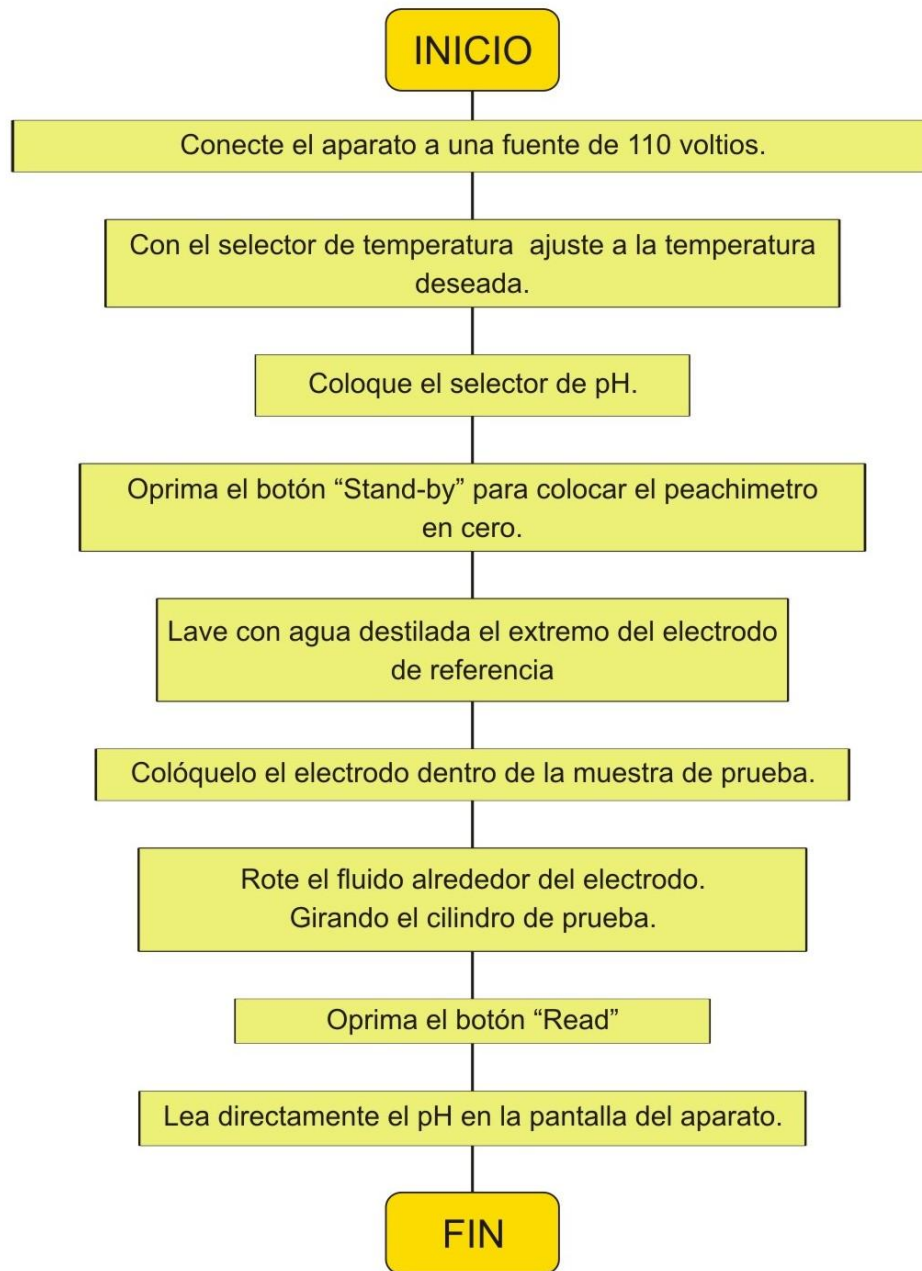 INICIO
Conecte el aparato a una fuente de 110 voltios.
Con el selector de temperatura ajuste a la temperatura
deseada.
Coloque el selector de pH.
Oprima el botón “Stand-by” para colocar el peachimetro
en cero.
Lave con agua destilada el extremo del electrodo
de referencia
Colóquelo el electrodo dentro de la muestra de prueba.
Rote el fluido alrededor del electrodo.
Girando el cilindro de prueba.
Oprima el botón “Read”
Lea directamente el pH en la pantalla del aparato.
FIN